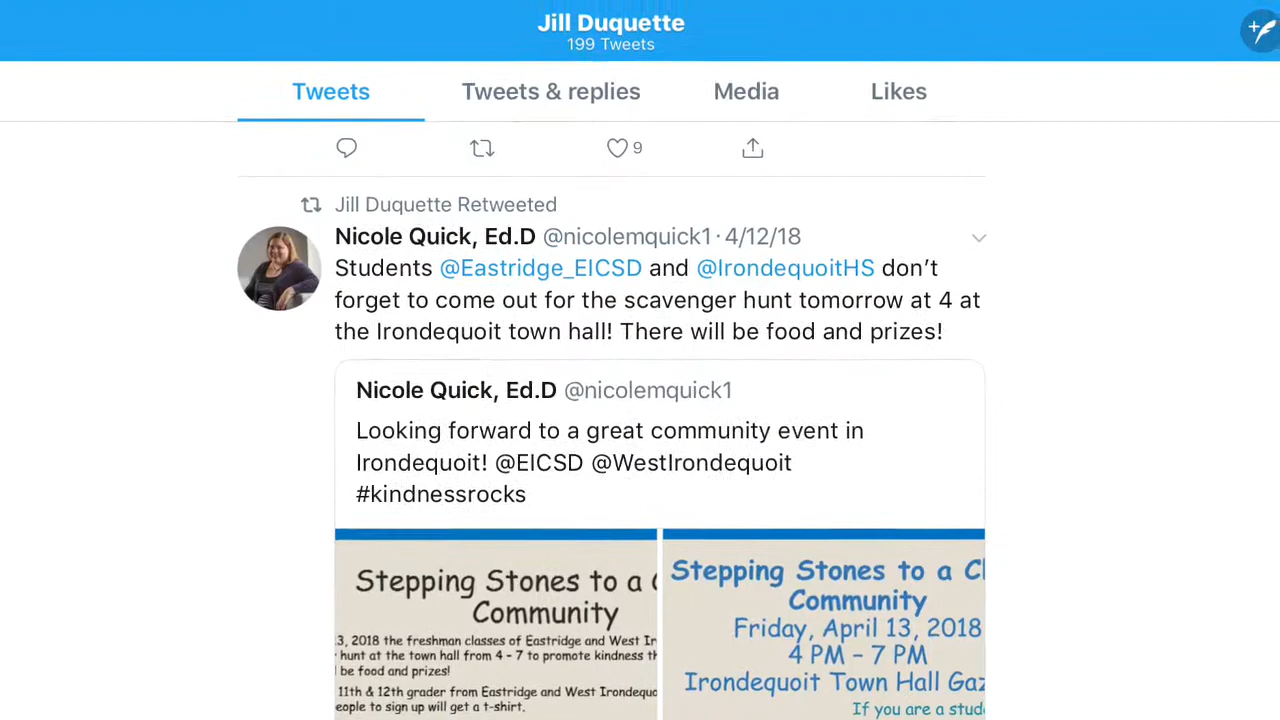 Jill Duquette
199 Tweets
Tweets Tweets & replies Media Likes
9
Jill Duquette Retweeted
Nicole Quick, Ed.D @nicolemquick1 · 4/12/18
Students @Eastridge_EICSD and @IrondequoitHS don’t
forget to come out for the scavenger hunt tomorrow at 4 at
the Irondequoit town hall! There will be food and prizes!
Nicole Quick, Ed.D @nicolemquick1
Looking forward to a great community event in
Irondequoit! @EICSD @WestIrondequoit
#kindnessrocks
Stepping Stones to a
Community
3, 2018 the freshman classes of Eastridge and West
hunt at the town hall from 4 - 7 to promote kindness
be food and prizes!
11th & 12th grader from Eastridge and West
eople to sign up will get a t-shirt.
Stepping Stones to a
Community
Friday, April 13, 2018
4 PM - 7 PM
Irondequoit Town Hall
If you are a